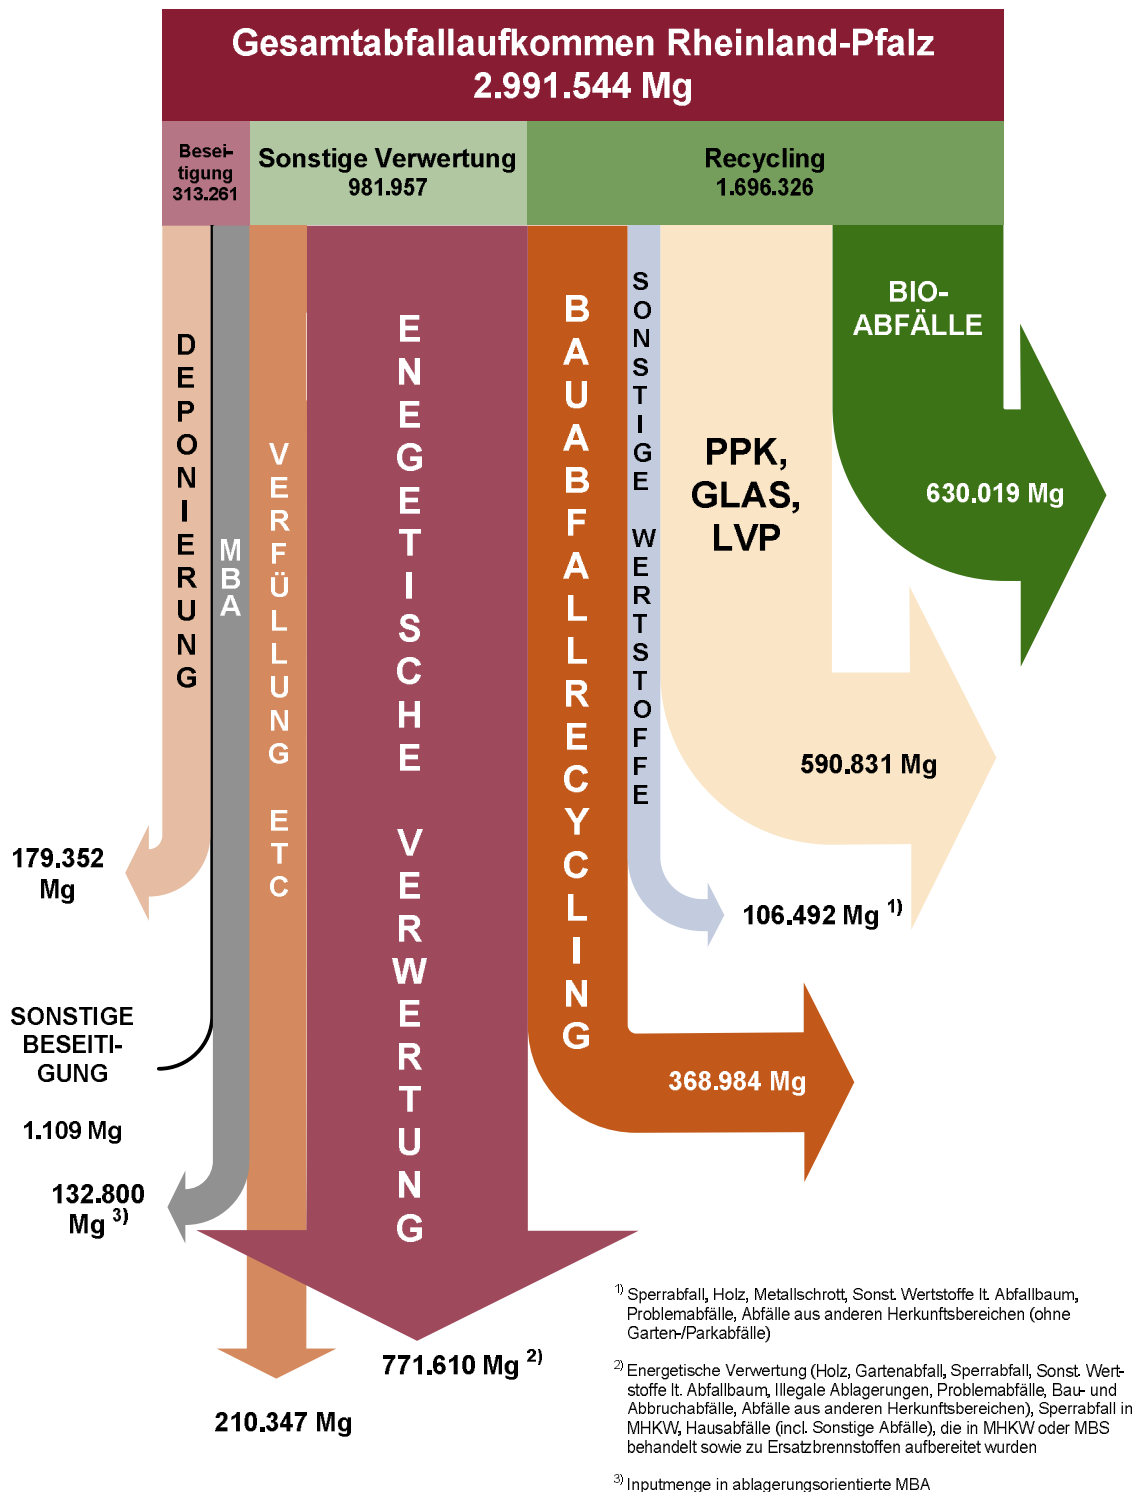 Gesamtabfallaufkommen Rheinland-Pfalz
2.991.544 Mg
Besei-
tigung
313.261
Sonstige Verwertung
981.957
Recycling
1.696.326
DEPONIERUNG
MBA
VERFÜLLUNG ETC
ENEGETISCHE VERWERTUNG
BAUABFALLRECYCLING
SONSTIGE WERTSTOFFE
PPK,
GLAS,
LVP
BIO-
ABFÄLLE
630.019 Mg
590.831 Mg
179.352
Mg
106.492 Mg 1)
SONSTIGE
BESEITI-
GUNG
1.109 Mg
368.984 Mg
132.800
Mg 3)
771.610 Mg 2)
210.347 Mg
1) Sperrabfall, Holz, Metallschrott, Sonst. Wertstoffe lt. Abfallbaum,
Problemabfälle, Abfälle aus anderen Herkunftsbereichen (ohne
Garten-/Parkabfälle)
2) Energetische Verwertung (Holz, Gartenabfall, Sperrabfall, Sonst. Wert-
stoffe lt. Abfallbaum, Illegale Ablagerungen, Problemabfälle, Bau- und
Abbruchabfälle, Abfälle aus anderen Herkunftsbereichen), Sperrabfall in
MHKW, Hausabfälle (incl. Sonstige Abfälle), die in MHKW oder MBS
behandelt sowie zu Ersatzbrennstoffen aufbereitet wurden
3) Inputmenge in ablagerungsorientierte MBA